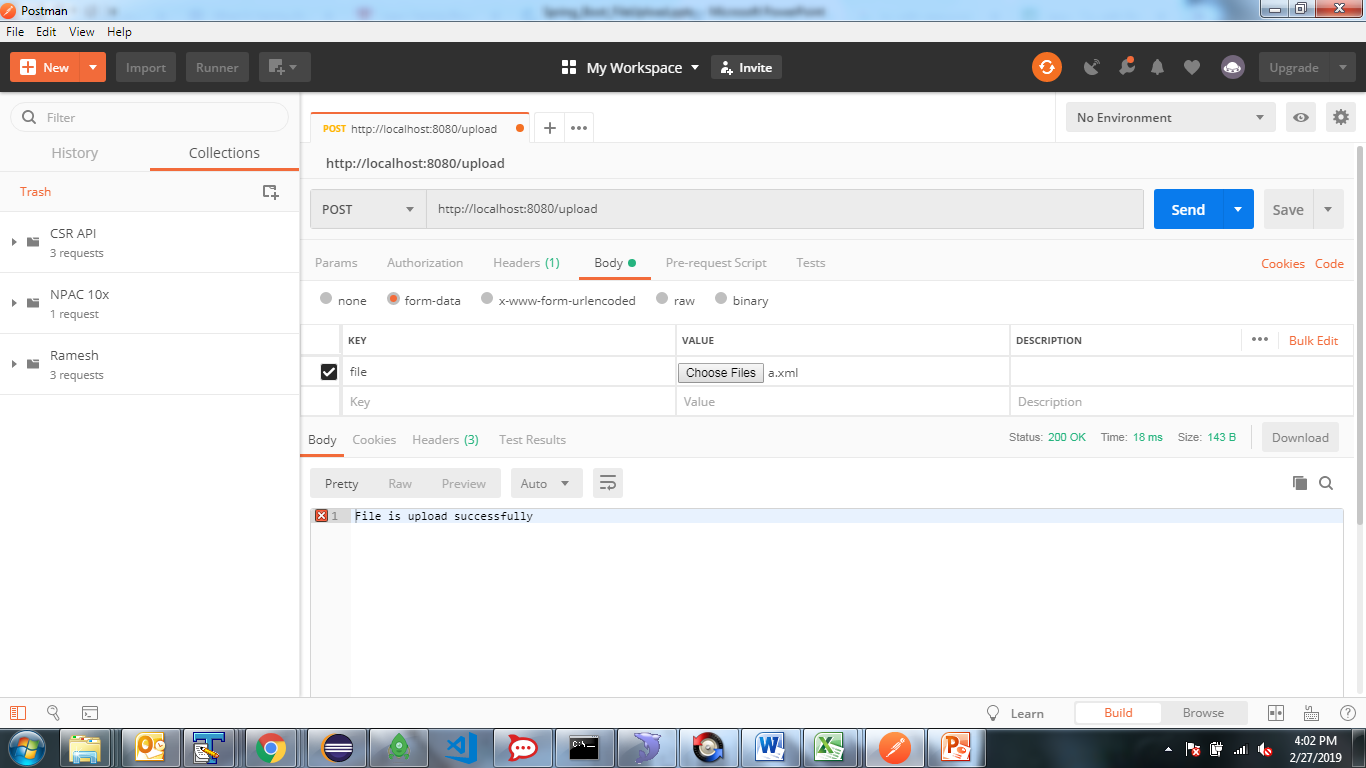 Postman
Spring_Boot_FileUpload.pptx - Microsoft PowerPoint
File Edit View Help
New Import Runner My Workspace Invite Upgrade
Filter
History Collections
Trash
CSR API
3 requests
NPAC 10x
1 request
Ramesh
3 requests
POST http://localhost:8080/upload
No Environment
http://localhost:8080/upload
POST http://localhost:8080/upload Send Save
Params Authorization Headers (1) Body Pre-request Script Tests Cookies Code
none form-data x-www-form-urlencoded raw binary
KEY VALUE DESCRIPTION Bulk Edit
file Choose Files a.xml
Key Value Description
Body Cookies Headers (3) Test Results Status: 200 OK Time: 18 ms Size: 143 B Download
Pretty Raw Preview Auto
1 File is upload successfully
Learn Build Browse
4:02 PM
2/27/2019